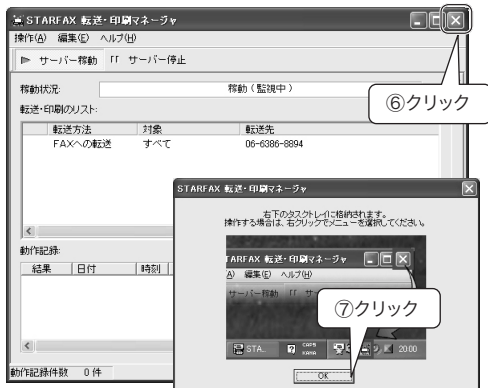 STARFAX 転送・印刷マネージャ
操作(A) 編集(E) ヘルプ(H)
サーバー稼動 サーバー停止
稼動状況: 稼動(監視中)
⑥クリック
転送・印刷のリスト:
転送方法 対象 転送先
FAXへの転送 すべて 06-6386-8894
STARFAX 転送・印刷マネージャ
右下のタスクトレイに格納されます。
操作する場合は、右クリックでメニューを選択してください。
動作記録:
結果 日付 時刻
TARFAX 転送・印刷マネージャ
A) 編集(E) ヘルプ(H)
サーバー稼動 サ
⑦クリック
STA... CAPS KANA 20:00
OK
動作記録件数 0 件